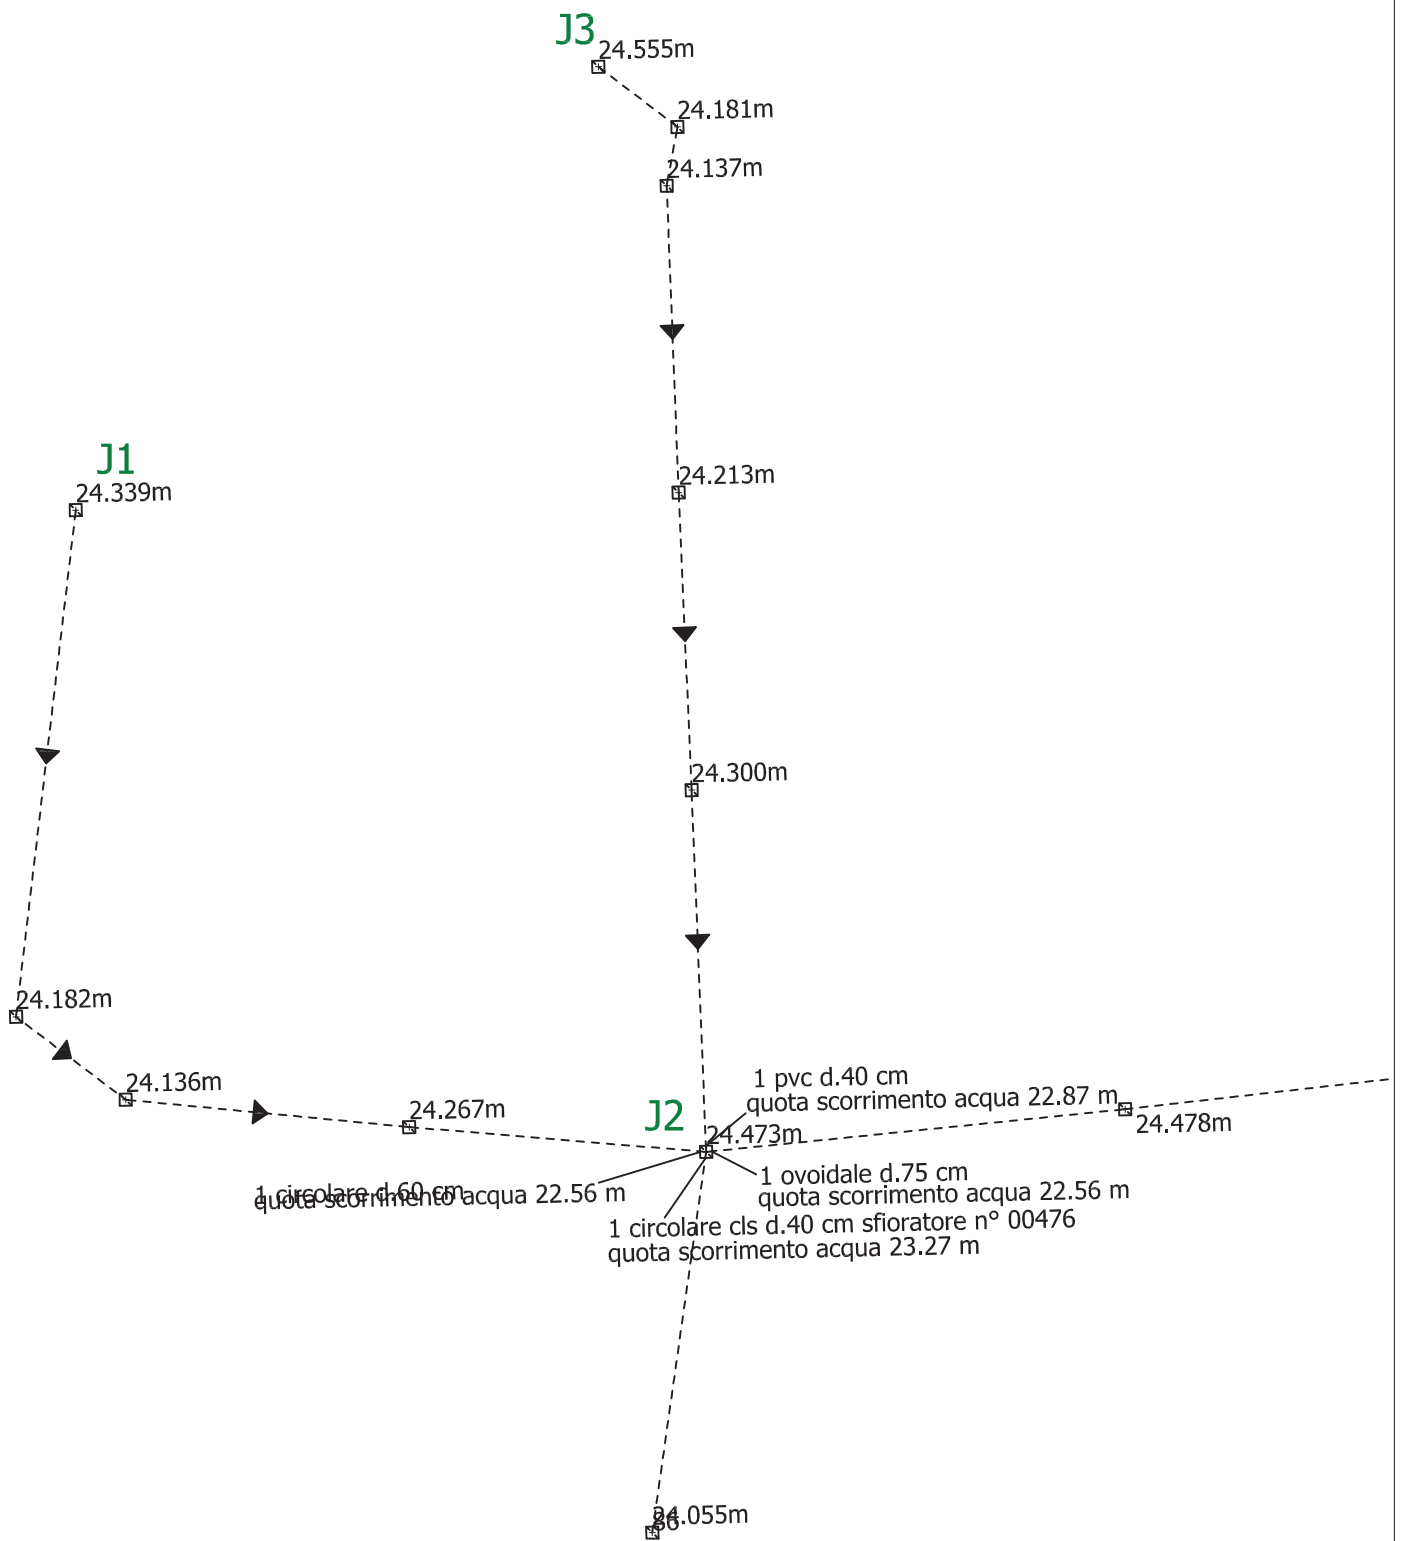 J3
24.555m
24.181m
24.137m
J1
24.339m
24.213m
24.300m
24.182m
24.136m
24.267m
J2
24.473m
1 pvc d.40 cm
quota scorrimento acqua 22.87 m
24.478m
1 circolare d.60 cm
quota scorrimento acqua 22.56 m
1 ovoidale d.75 cm
quota scorrimento acqua 22.56 m
1 circolare cls d.40 cm sfioratore n° 00476
quota scorrimento acqua 23.27 m
24.055m